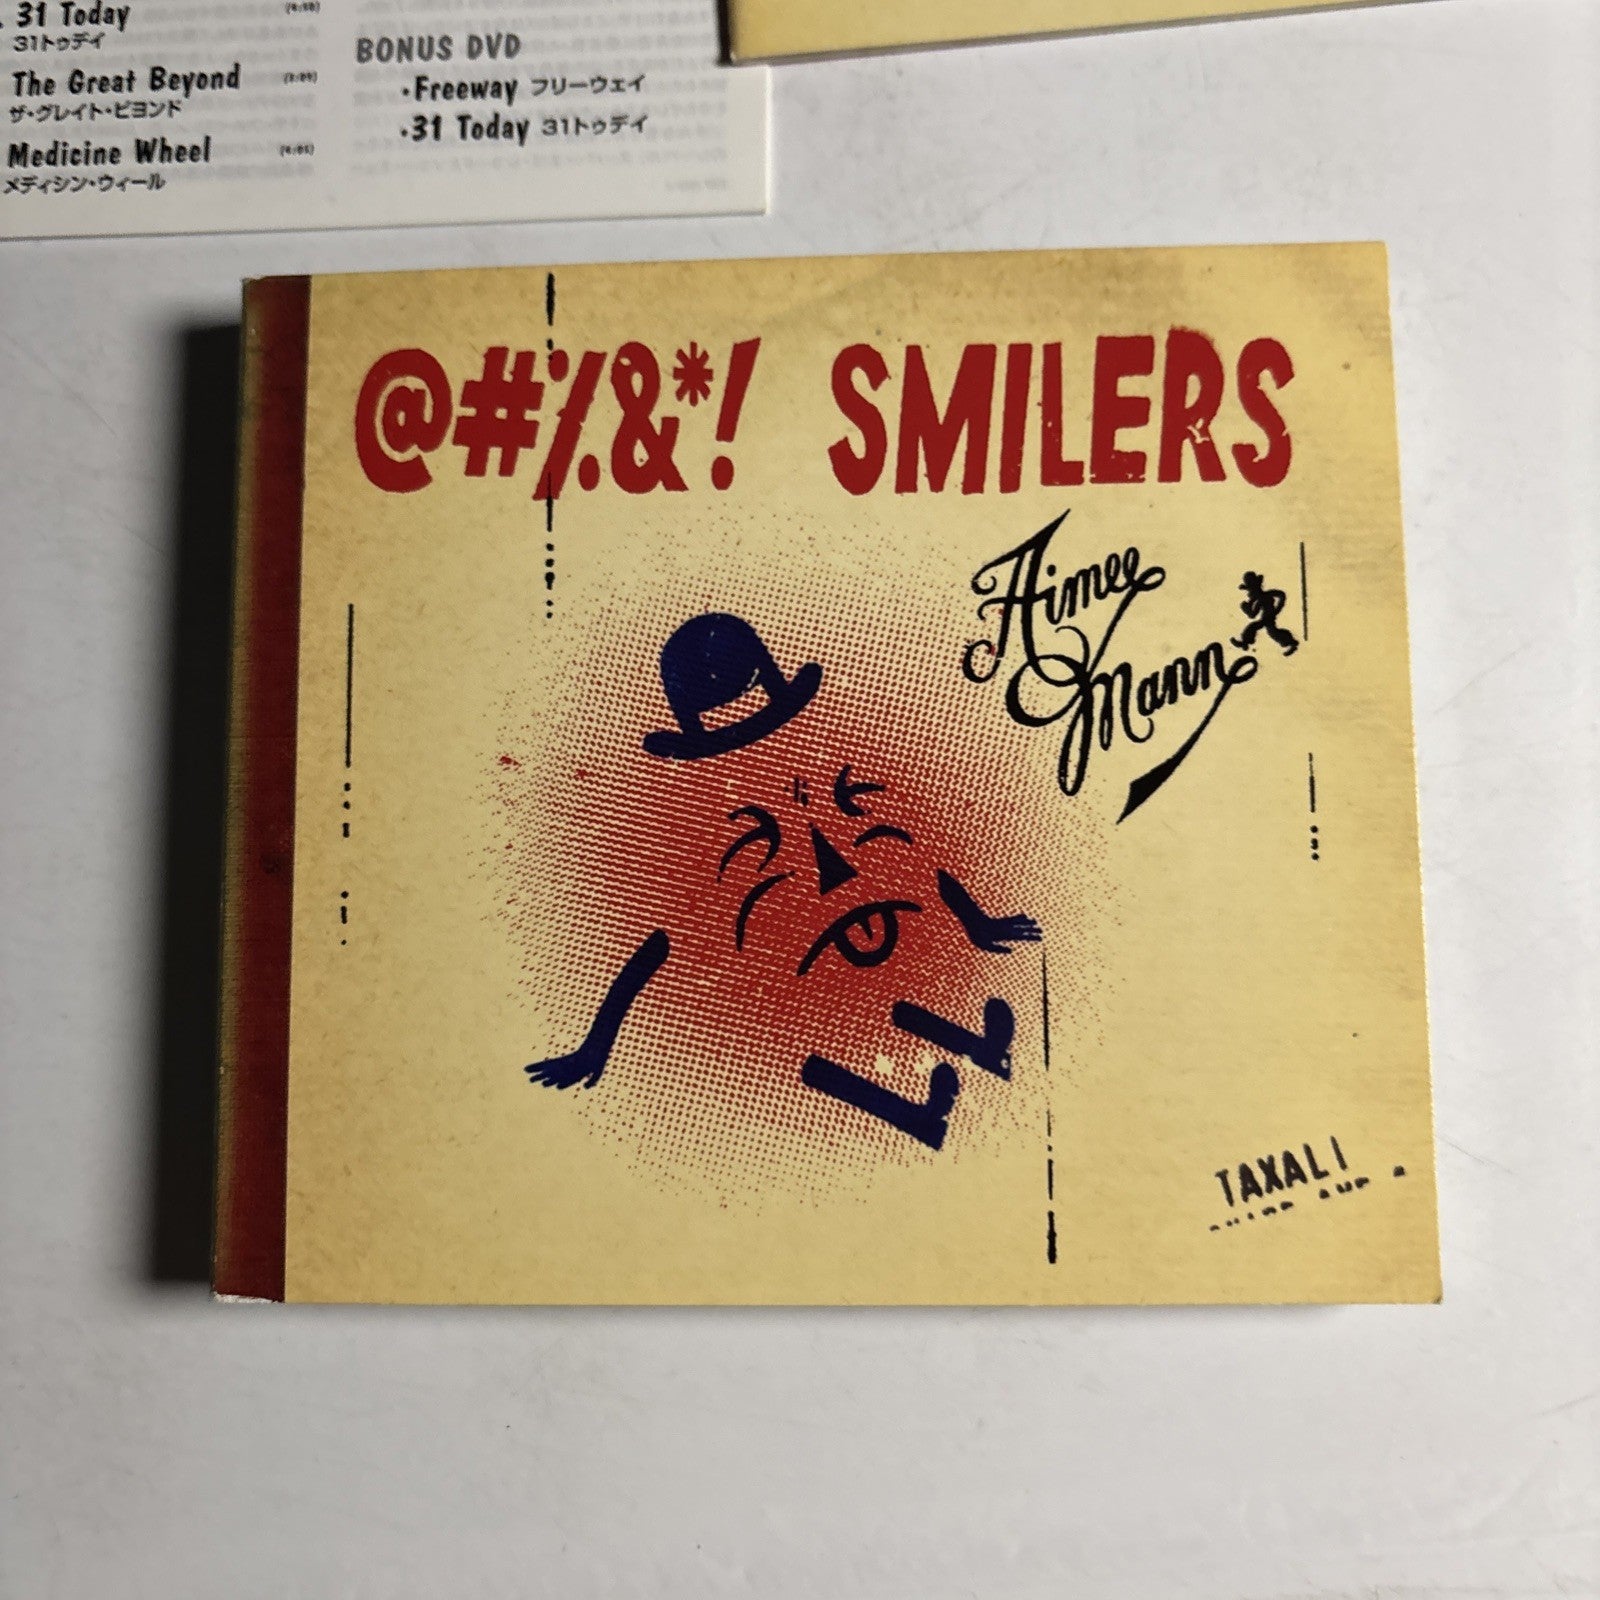 31 Today
31トゥデイ
The Great Beyond
ザ・グレイト・ビヨンド
Medicine Wheel
メディシン・ウィール
BONUS DVD
・Freeway フリーウェイ
・31 Today 31トゥデイ
@#%&*! SMILERS
Aimee
Mann
TAXALI